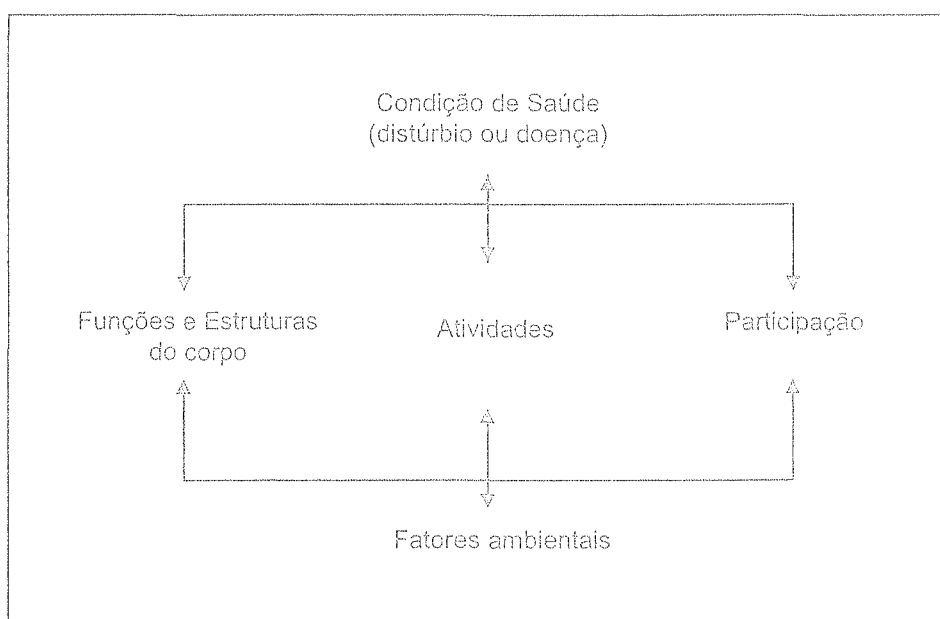 Condição de Saúde
(distúrbio ou doença)
Funções e Estruturas
do corpo
Atividades
Participação
Fatores ambientais